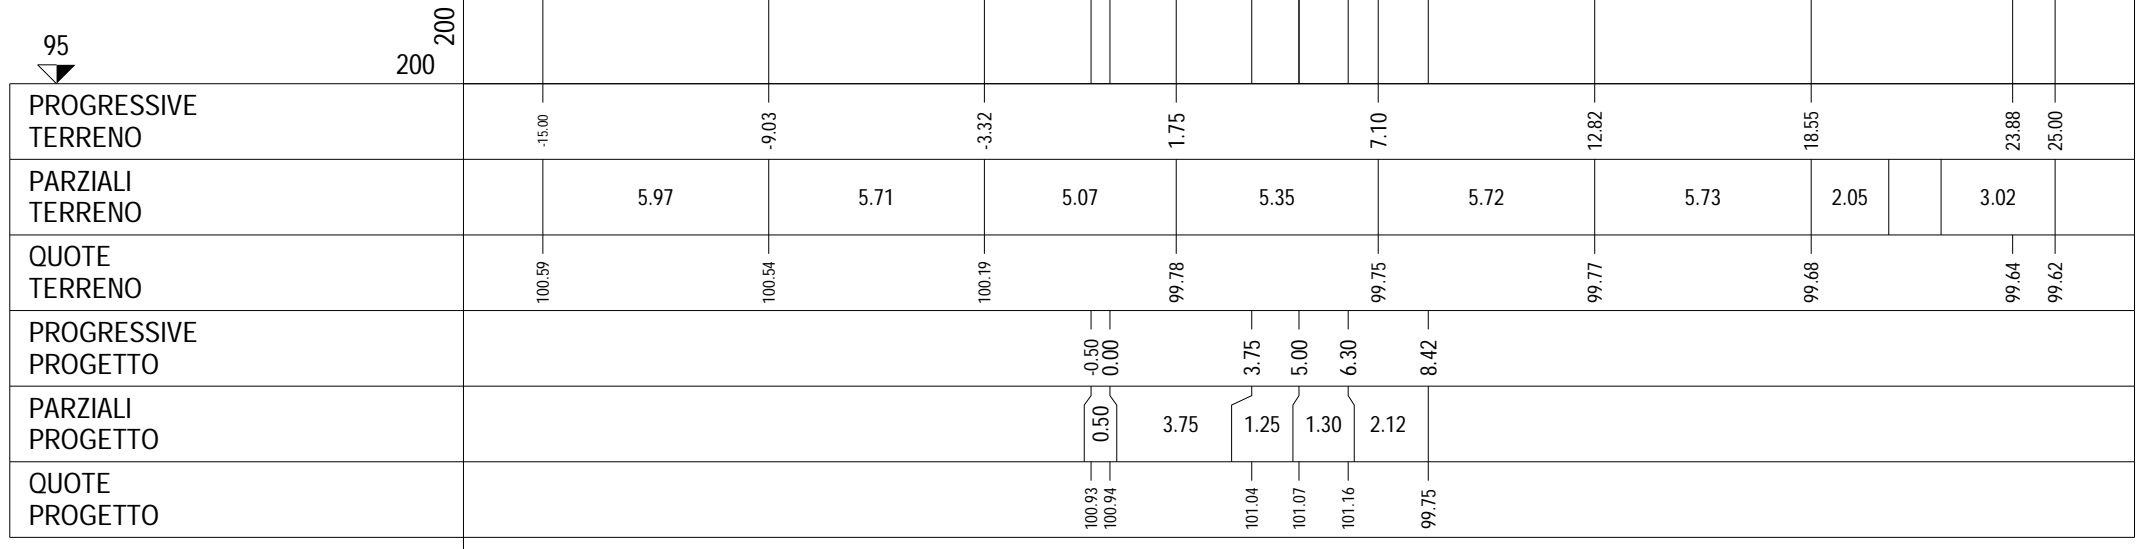 95
200
200
PROGRESSIVE
TERRENO
-15.00 -9.03 -3.32 1.75 7.10 12.82 18.55 23.88 25.00
PARZIALI
TERRENO
5.97 5.71 5.07 5.35 5.72 5.73 2.05 3.02
QUOTE
TERRENO
100.59 100.54 100.19 99.78 99.75 99.77 99.68 99.64 99.62
PROGRESSIVE
PROGETTO
-0.50 0.00 3.75 5.00 6.30 8.42
PARZIALI
PROGETTO
0.50 3.75 1.25 1.30 2.12
QUOTE
PROGETTO
100.93 100.94 101.04 101.07 101.16 99.75